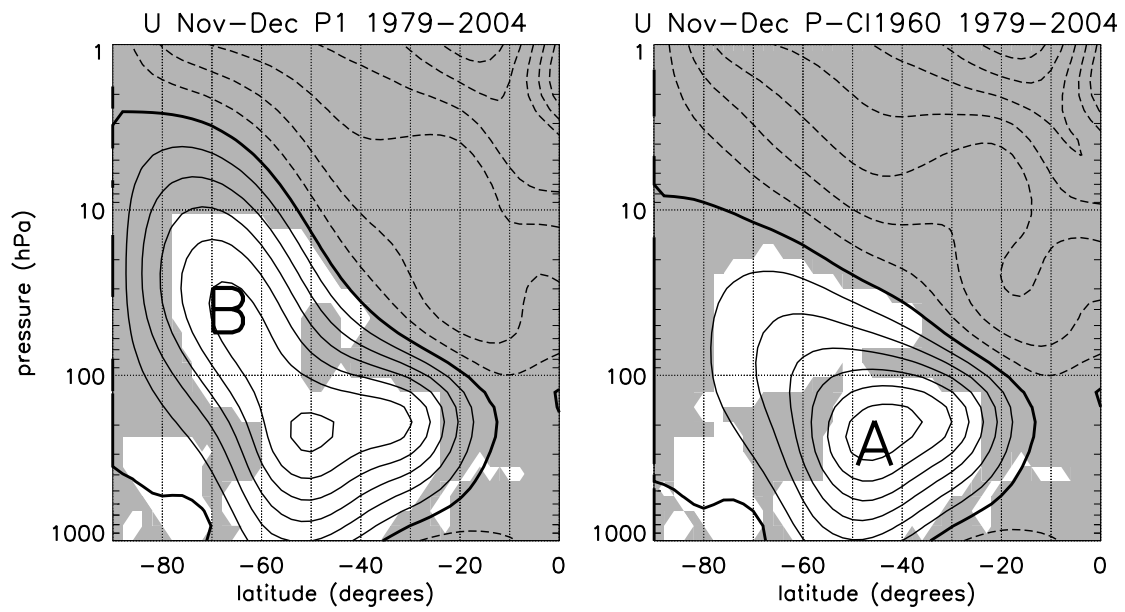 U Nov-Dec P1 1979-2004
U Nov-Dec P-Cl1960 1979-2004
1
10
100
1000
pressure (hPa)
B
-80 -60 -40 -20 0
latitude (degrees)
1
10
100
1000
A
-80 -60 -40 -20 0
latitude (degrees)